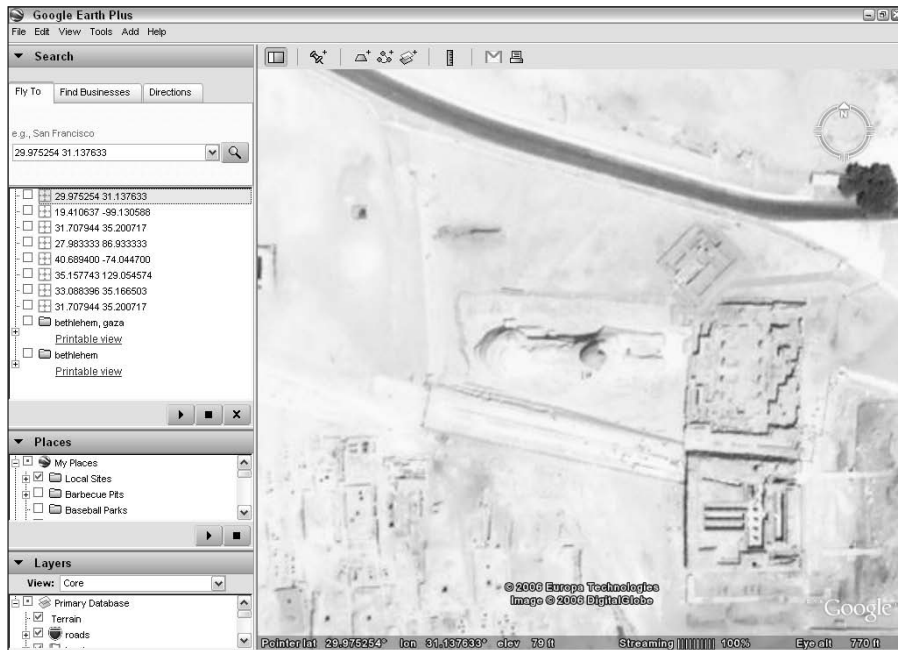 Google Earth Plus
File Edit View Tools Add Help
Search
Fly To Find Businesses Directions
e.g., San Francisco
29.975254 31.137633
29.975254 31.137633
19.410637 -99.130588
31.707944 35.200717
27.983333 86.933333
40.689400 -74.044700
35.157743 129.054574
33.088396 35.166503
31.707944 35.200717
bethlehem, gaza
Printable view
bethlehem
Printable view
Places
My Places
Local Sites
Barbecue Pits
Baseball Parks
Layers
View: Core
Primary Database
Terrain
roads
N
© 2006 Europa Technologies
Image © 2006 DigitalGlobe
Google
Pointer lat 29.975254° lon 31.137633° elev 79 ft Streaming |||||||||| 100% Eye alt 770 ft